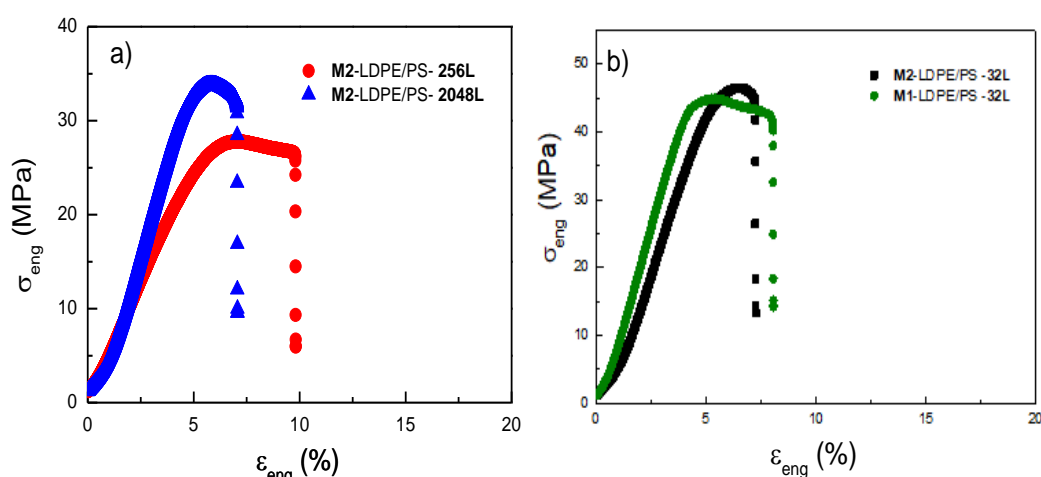 a)
M2-LDPE/PS- 256L
M2-LDPE/PS- 2048L
σeng (MPa)
40
30
20
10
0
0 5 10 15 20
εeng (%)
b)
M2-LDPE/PS -32L
M1-LDPE/PS -32L
σeng (MPa)
50
40
30
20
10
0
0 5 10 15 20
εeng (%)